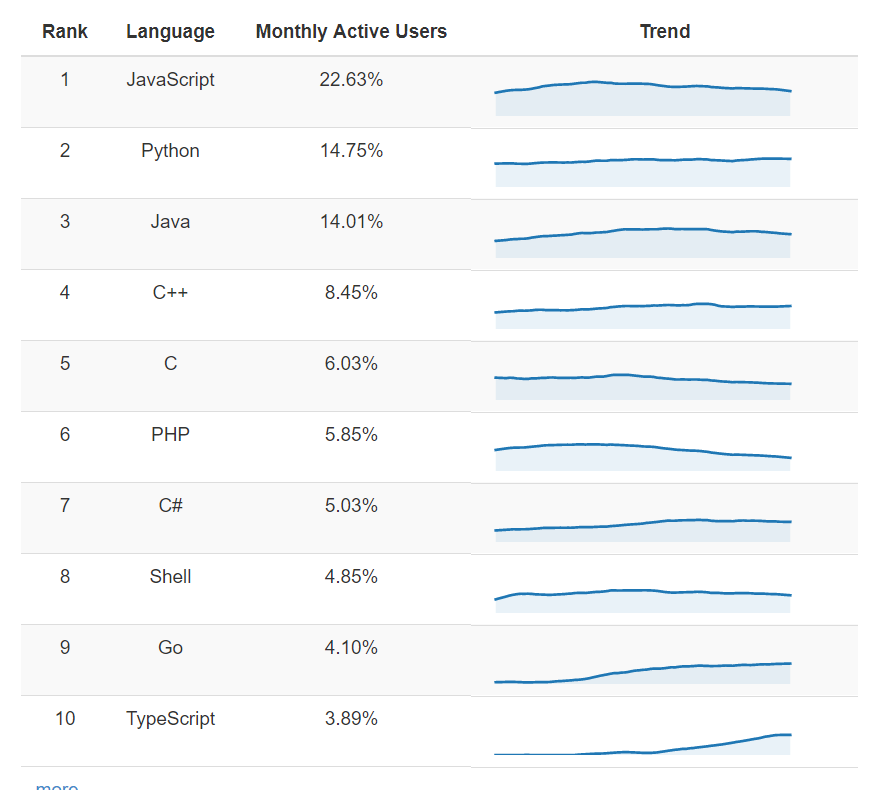 Rank Language Monthly Active Users Trend
1 JavaScript 22.63%
2 Python 14.75%
3 Java 14.01%
4 C++ 8.45%
5 C 6.03%
6 PHP 5.85%
7 C# 5.03%
8 Shell 4.85%
9 Go 4.10%
10 TypeScript 3.89%
more